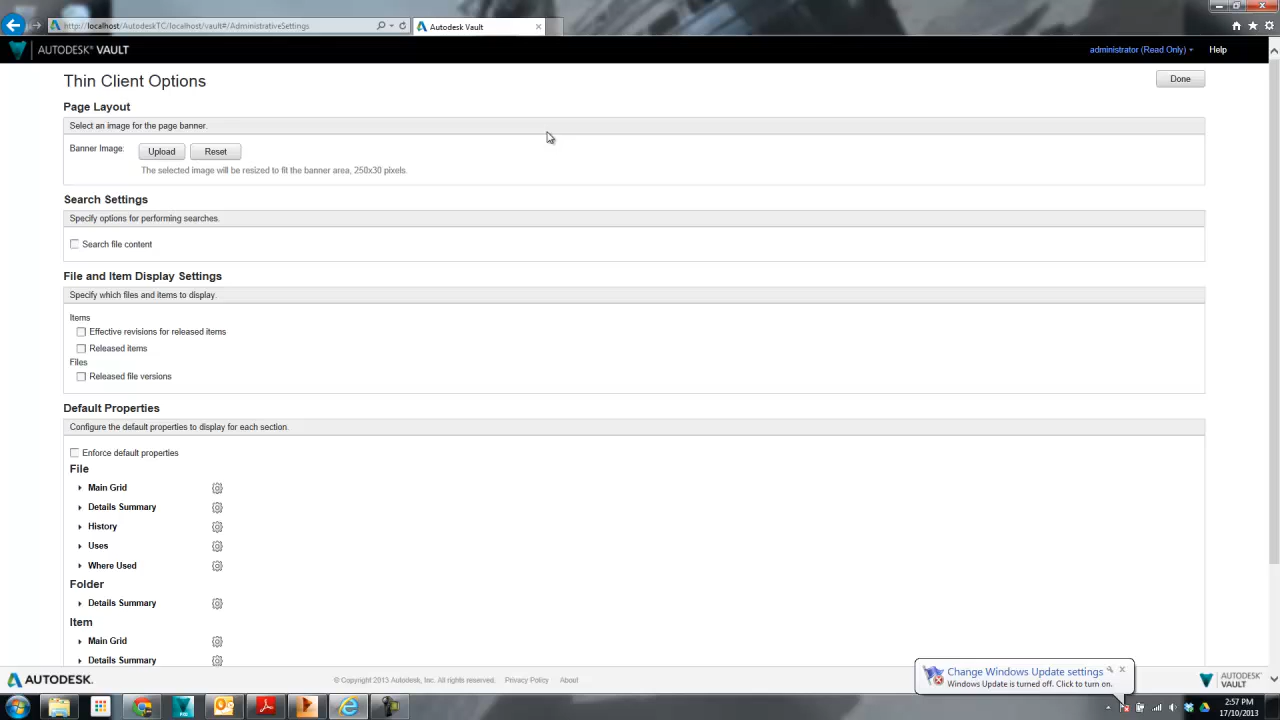 http://localhost/AutodeskTC/localhost/vault#/AdministrativeSettings
Autodesk Vault
AUTODESK® VAULT
administrator (Read Only)
Help
Thin Client Options
Done
Page Layout
Select an image for the page banner.
Banner Image:
Upload
Reset
The selected image will be resized to fit the banner area, 250x30 pixels.
Search Settings
Specify options for performing searches.
Search file content
File and Item Display Settings
Specify which files and items to display.
Items
Effective revisions for released items
Released items
Files
Released file versions
Default Properties
Configure the default properties to display for each section.
Enforce default properties
File
Main Grid
Details Summary
History
Uses
Where Used
Folder
Details Summary
Item
Main Grid
Details Summary
Change Windows Update settings
Windows Update is turned off. Click to turn on.
AUTODESK.
© Copyright 2013 Autodesk, Inc. All rights reserved.
Privacy Policy
About
AUTODESK®
VAULT
2:57 PM
17/10/2013